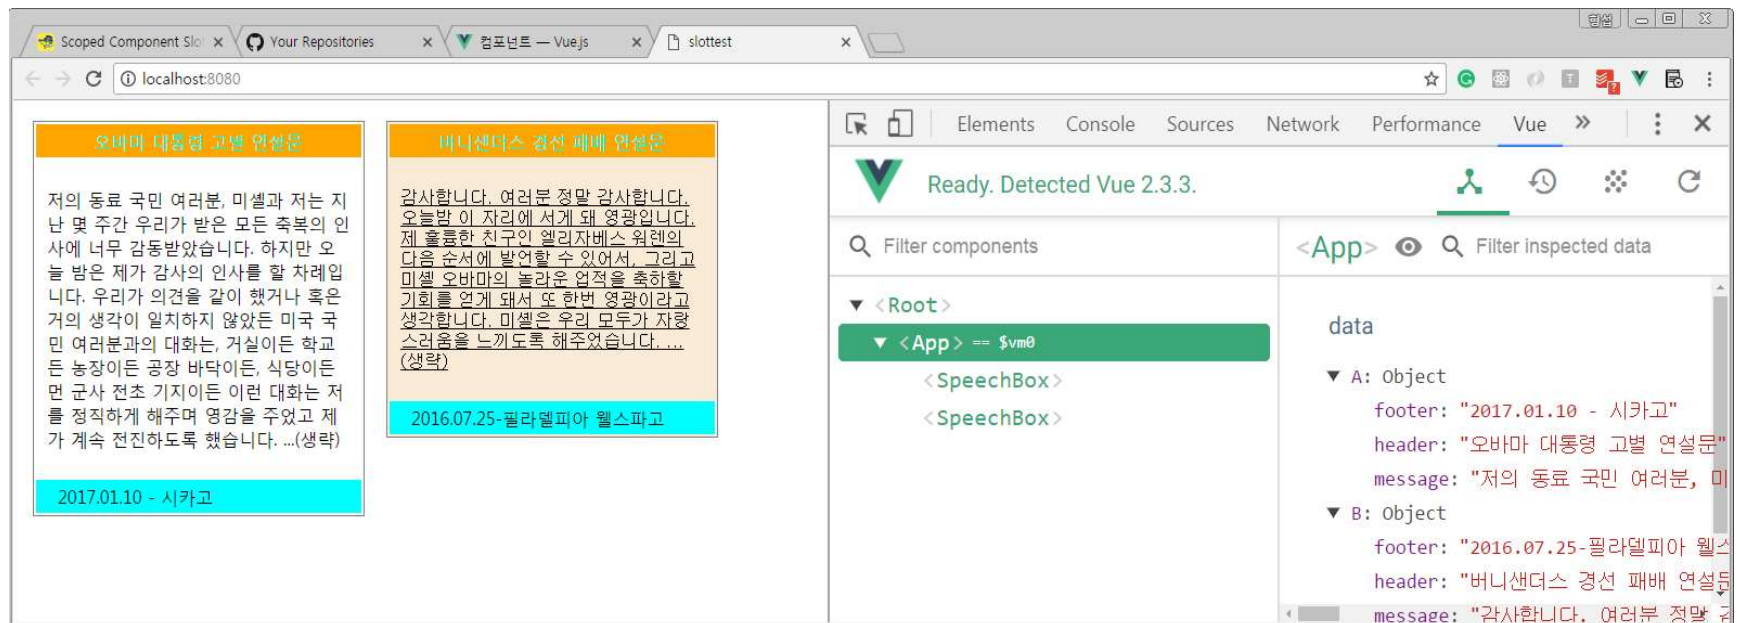 형섭
Scoped Component Slo
Your Repositories
컴포넌트 — Vue.js
slottest
localhost:8080
오바마 대통령 고별 연설문
저의 동료 국민 여러분, 미셸과 저는 지
난 몇 주간 우리가 받은 모든 축복의 인
사에 너무 감동받았습니다. 하지만 오
늘 밤은 제가 감사의 인사를 할 차례입
니다. 우리가 의견을 같이 했거나 혹은
거의 생각이 일치하지 않았든 미국 국
민 여러분과의 대화는, 거실이든 학교
든 농장이든 공장 바닥이든, 식당이든
먼 군사 전초 기지이든 이런 대화는 저
를 정직하게 해주며 영감을 주었고 제
가 계속 전진하도록 했습니다. ...(생략)
2017.01.10 - 시카고
버니샌더스 경선 패배 연설문
감사합니다. 여러분 정말 감사합니다.
오늘밤 이 자리에 서게 돼 영광입니다.
제 훌륭한 친구인 엘리자베스 워렌의
다음 순서에 발언할 수 있어서, 그리고
미셸 오바마의 놀라운 업적을 축하할
기회를 얻게 돼서 또 한번 영광이라고
생각합니다. 미셸은 우리 모두가 자랑
스러움을 느끼도록 해주었습니다. ...
(생략)
2016.07.25-필라델피아 웰스파고
Elements Console Sources Network Performance Vue
Ready. Detected Vue 2.3.3.
Filter components
<Root>
<App> == $vm0
<SpeechBox>
<SpeechBox>
<App> Filter inspected data
data
A: Object
footer: "2017.01.10 - 시카고"
header: "오바마 대통령 고별 연설문"
message: "저의 동료 국민 여러분, 미
B: Object
footer: "2016.07.25-필라델피아 웰스
header: "버니샌더스 경선 패배 연설문
message: "감사합니다. 여러분 정말 감